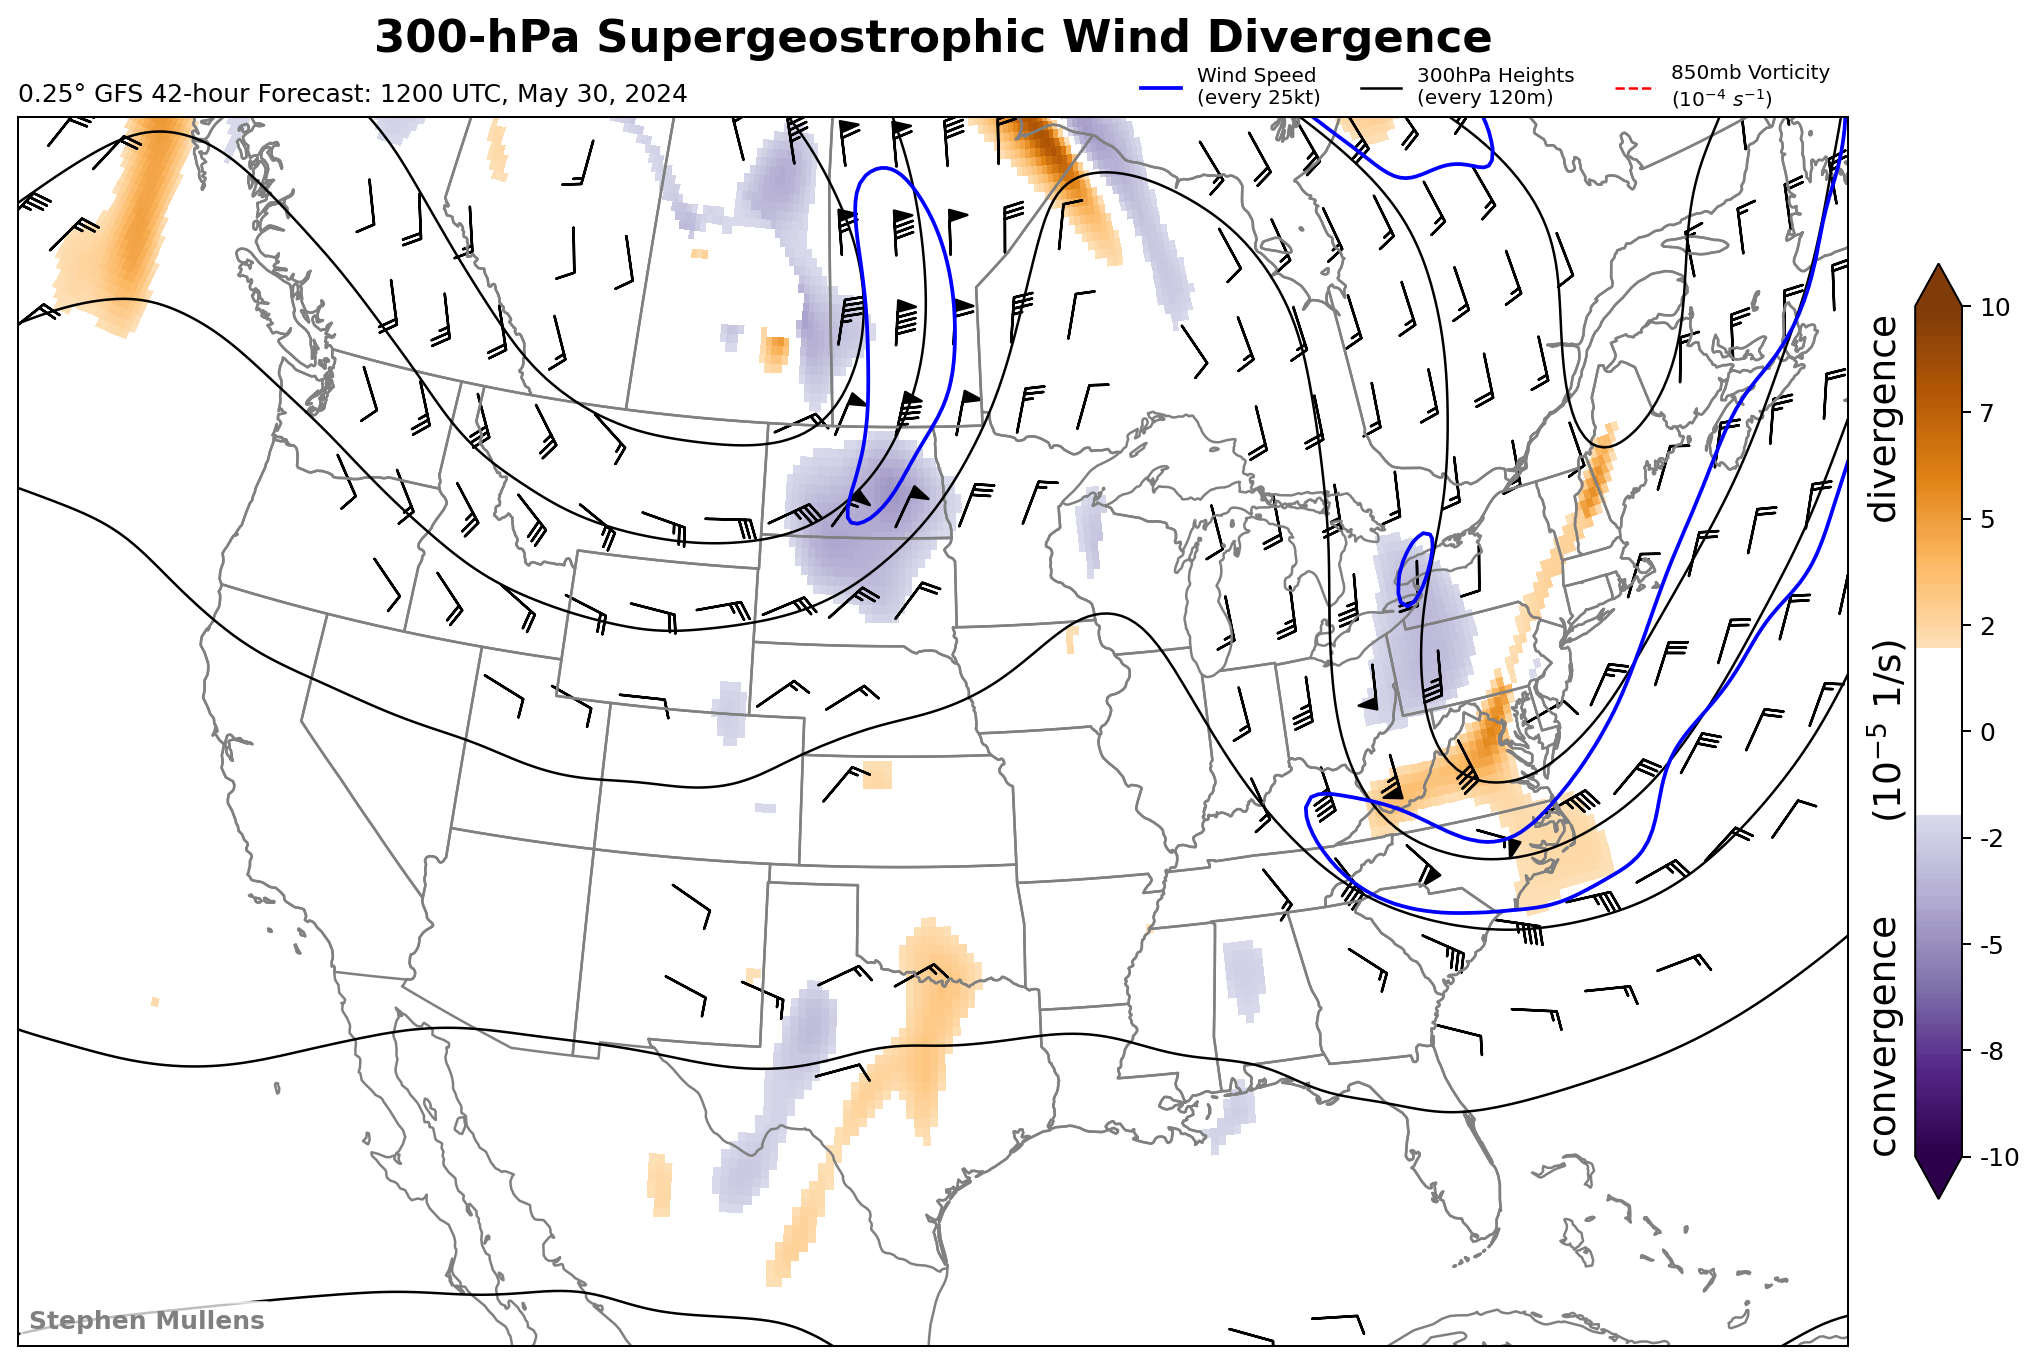 300-hPa Supergeostrophic Wind Divergence
0.25° GFS 42-hour Forecast: 1200 UTC, May 30, 2024
Wind Speed
(every 25kt)
300hPa Heights
(every 120m)
850mb Vorticity
(10⁻⁴ s⁻¹)
10
7
5
2
0
-2
-5
-8
-10
convergence (10⁻⁵ 1/s) divergence
Stephen Mullens